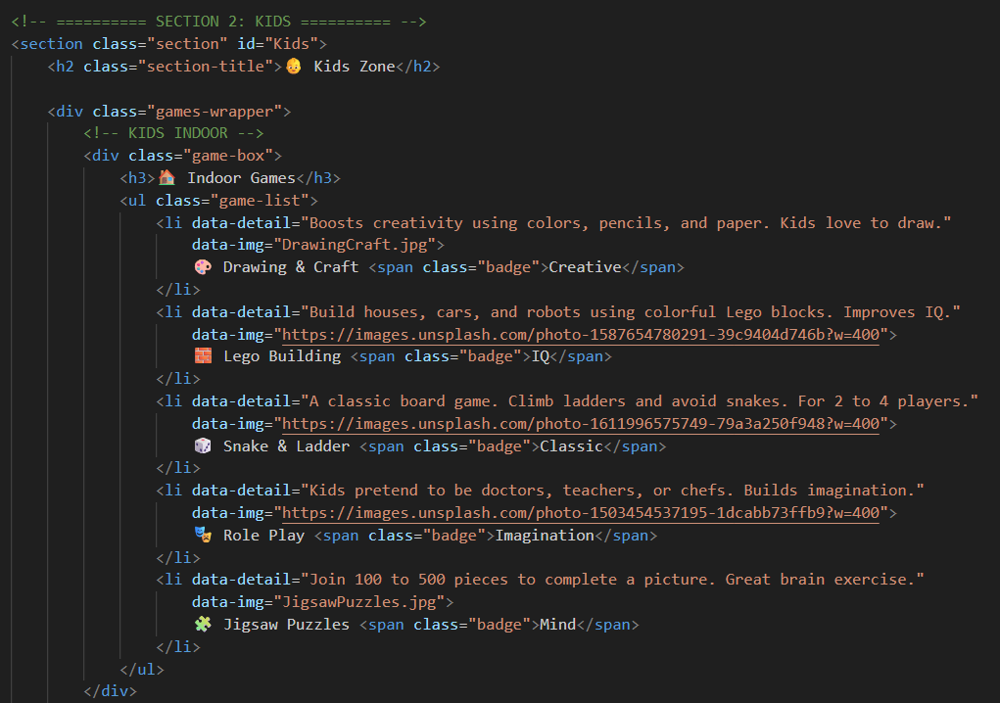 <!-- ========== SECTION 2: KIDS ========== -->
<section class="section" id="Kids">
    <h2 class="section-title">👶 Kids Zone</h2>

    <div class="games-wrapper">
        <!-- KIDS INDOOR -->
        <div class="game-box">
            <h3>🏠 Indoor Games</h3>
            <ul class="game-list">
                <li data-detail="Boosts creativity using colors, pencils, and paper. Kids love to draw."
                    data-img="DrawingCraft.jpg">
                    🎨 Drawing & Craft <span class="badge">Creative</span>
                </li>
                <li data-detail="Build houses, cars, and robots using colorful Lego blocks. Improves IQ."
                    data-img="https://images.unsplash.com/photo-1587654780291-39c9404d746b?w=400">
                    🧱 Lego Building <span class="badge">IQ</span>
                </li>
                <li data-detail="A classic board game. Climb ladders and avoid snakes. For 2 to 4 players."
                    data-img="https://images.unsplash.com/photo-1611996575749-79a3a250f948?w=400">
                    🎲 Snake & Ladder <span class="badge">Classic</span>
                </li>
                <li data-detail="Kids pretend to be doctors, teachers, or chefs. Builds imagination."
                    data-img="https://images.unsplash.com/photo-1503454537195-1dcabb73ffb9?w=400">
                    🎭 Role Play <span class="badge">Imagination</span>
                </li>
                <li data-detail="Join 100 to 500 pieces to complete a picture. Great brain exercise."
                    data-img="JigsawPuzzles.jpg">
                    🧩 Jigsaw Puzzles <span class="badge">Mind</span>
                </li>
            </ul>
        </div>